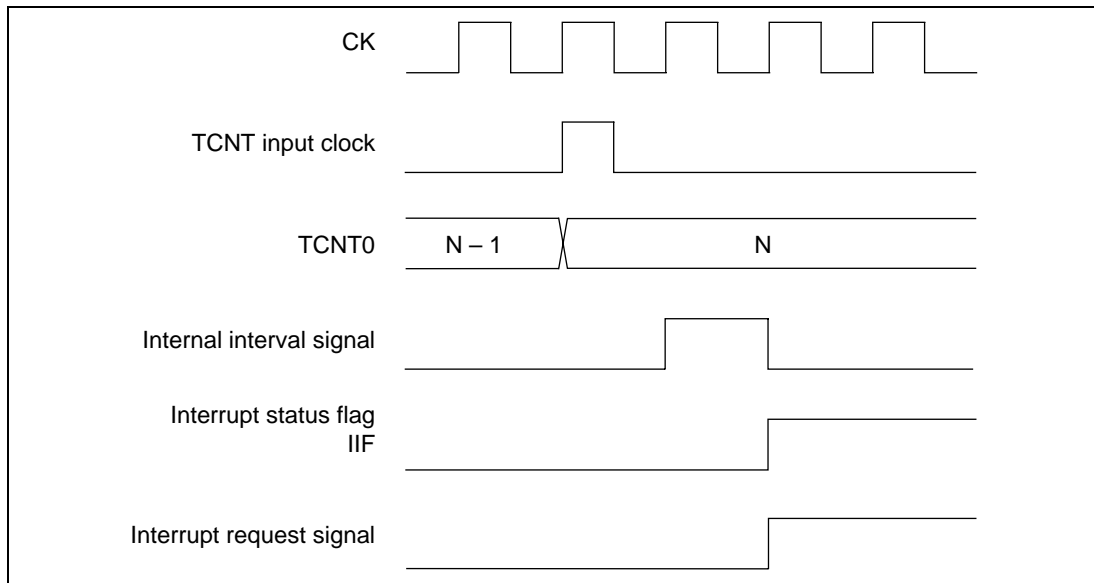 CK
TCNT input clock
TCNT0
N – 1
N
Internal interval signal
Interrupt status flag
IIF
Interrupt request signal